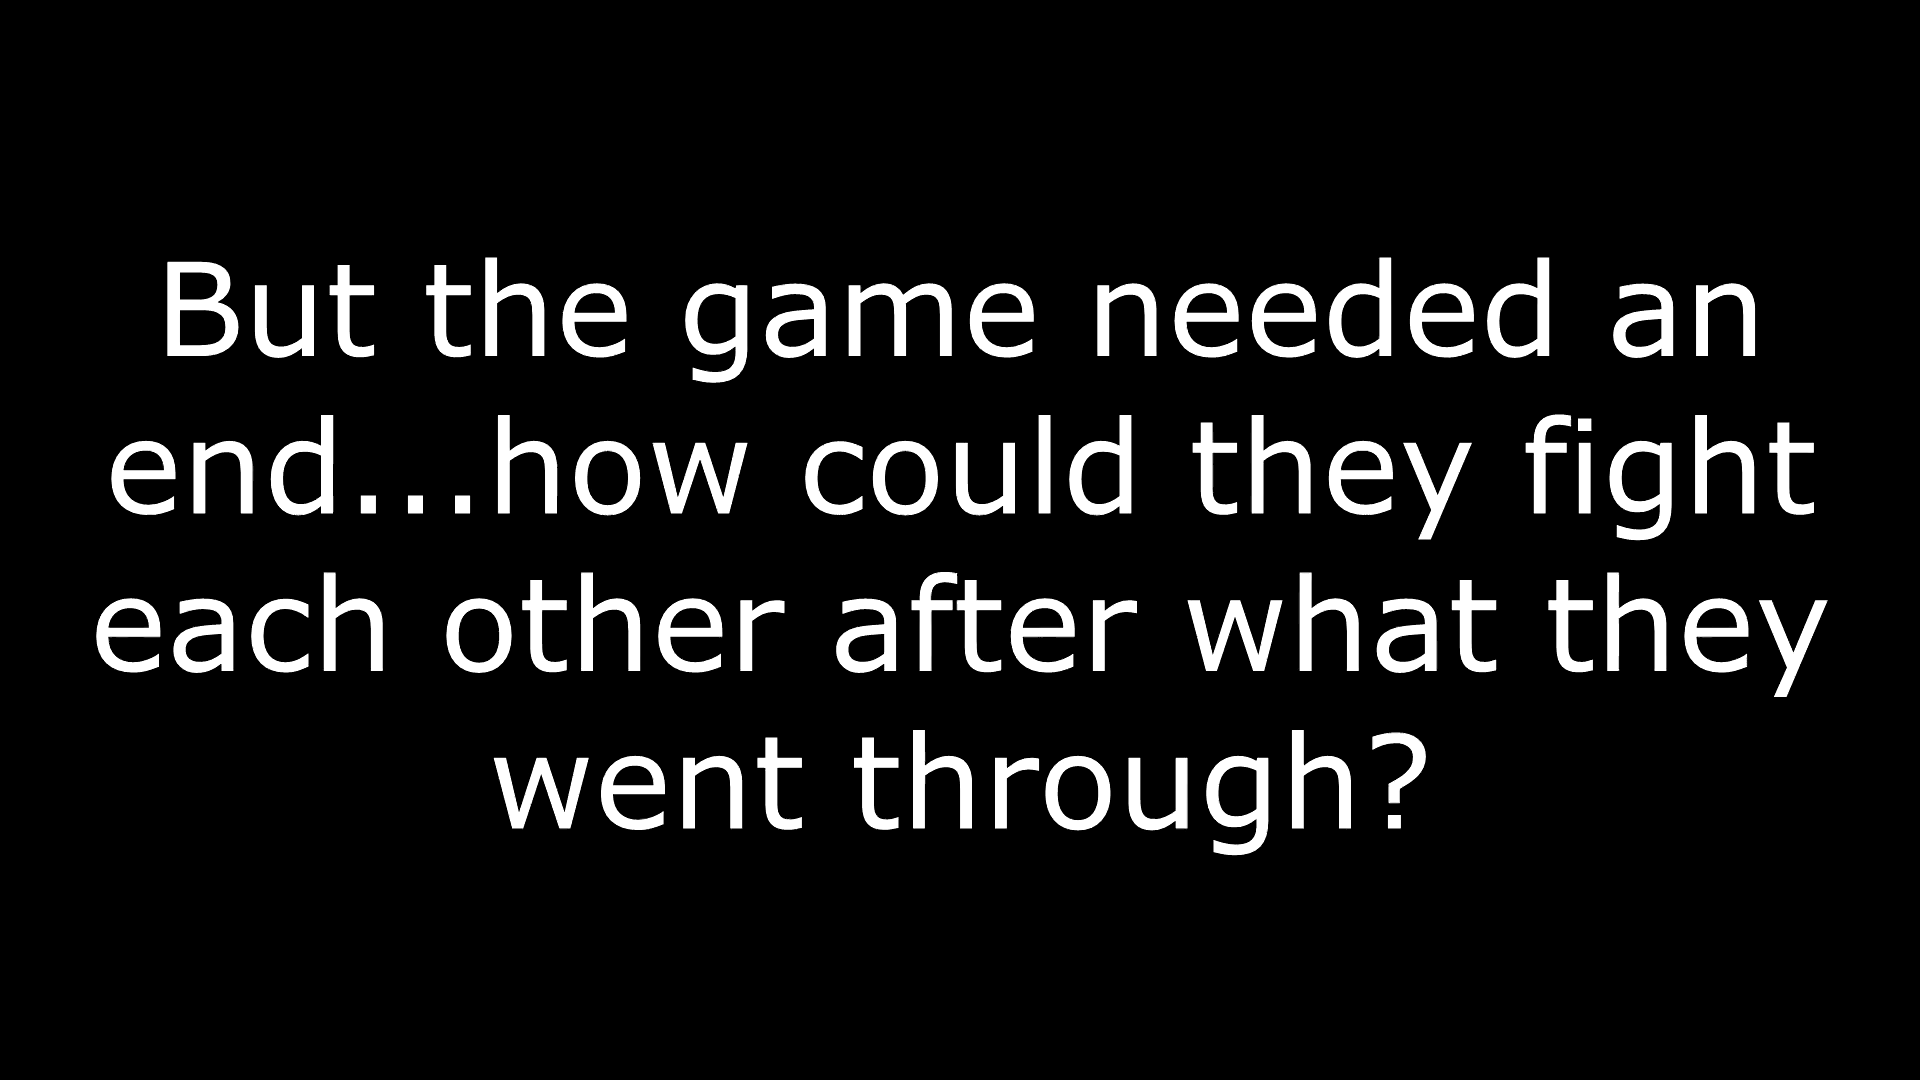 But the game needed an
end...how could they fight
each other after what they
went through?